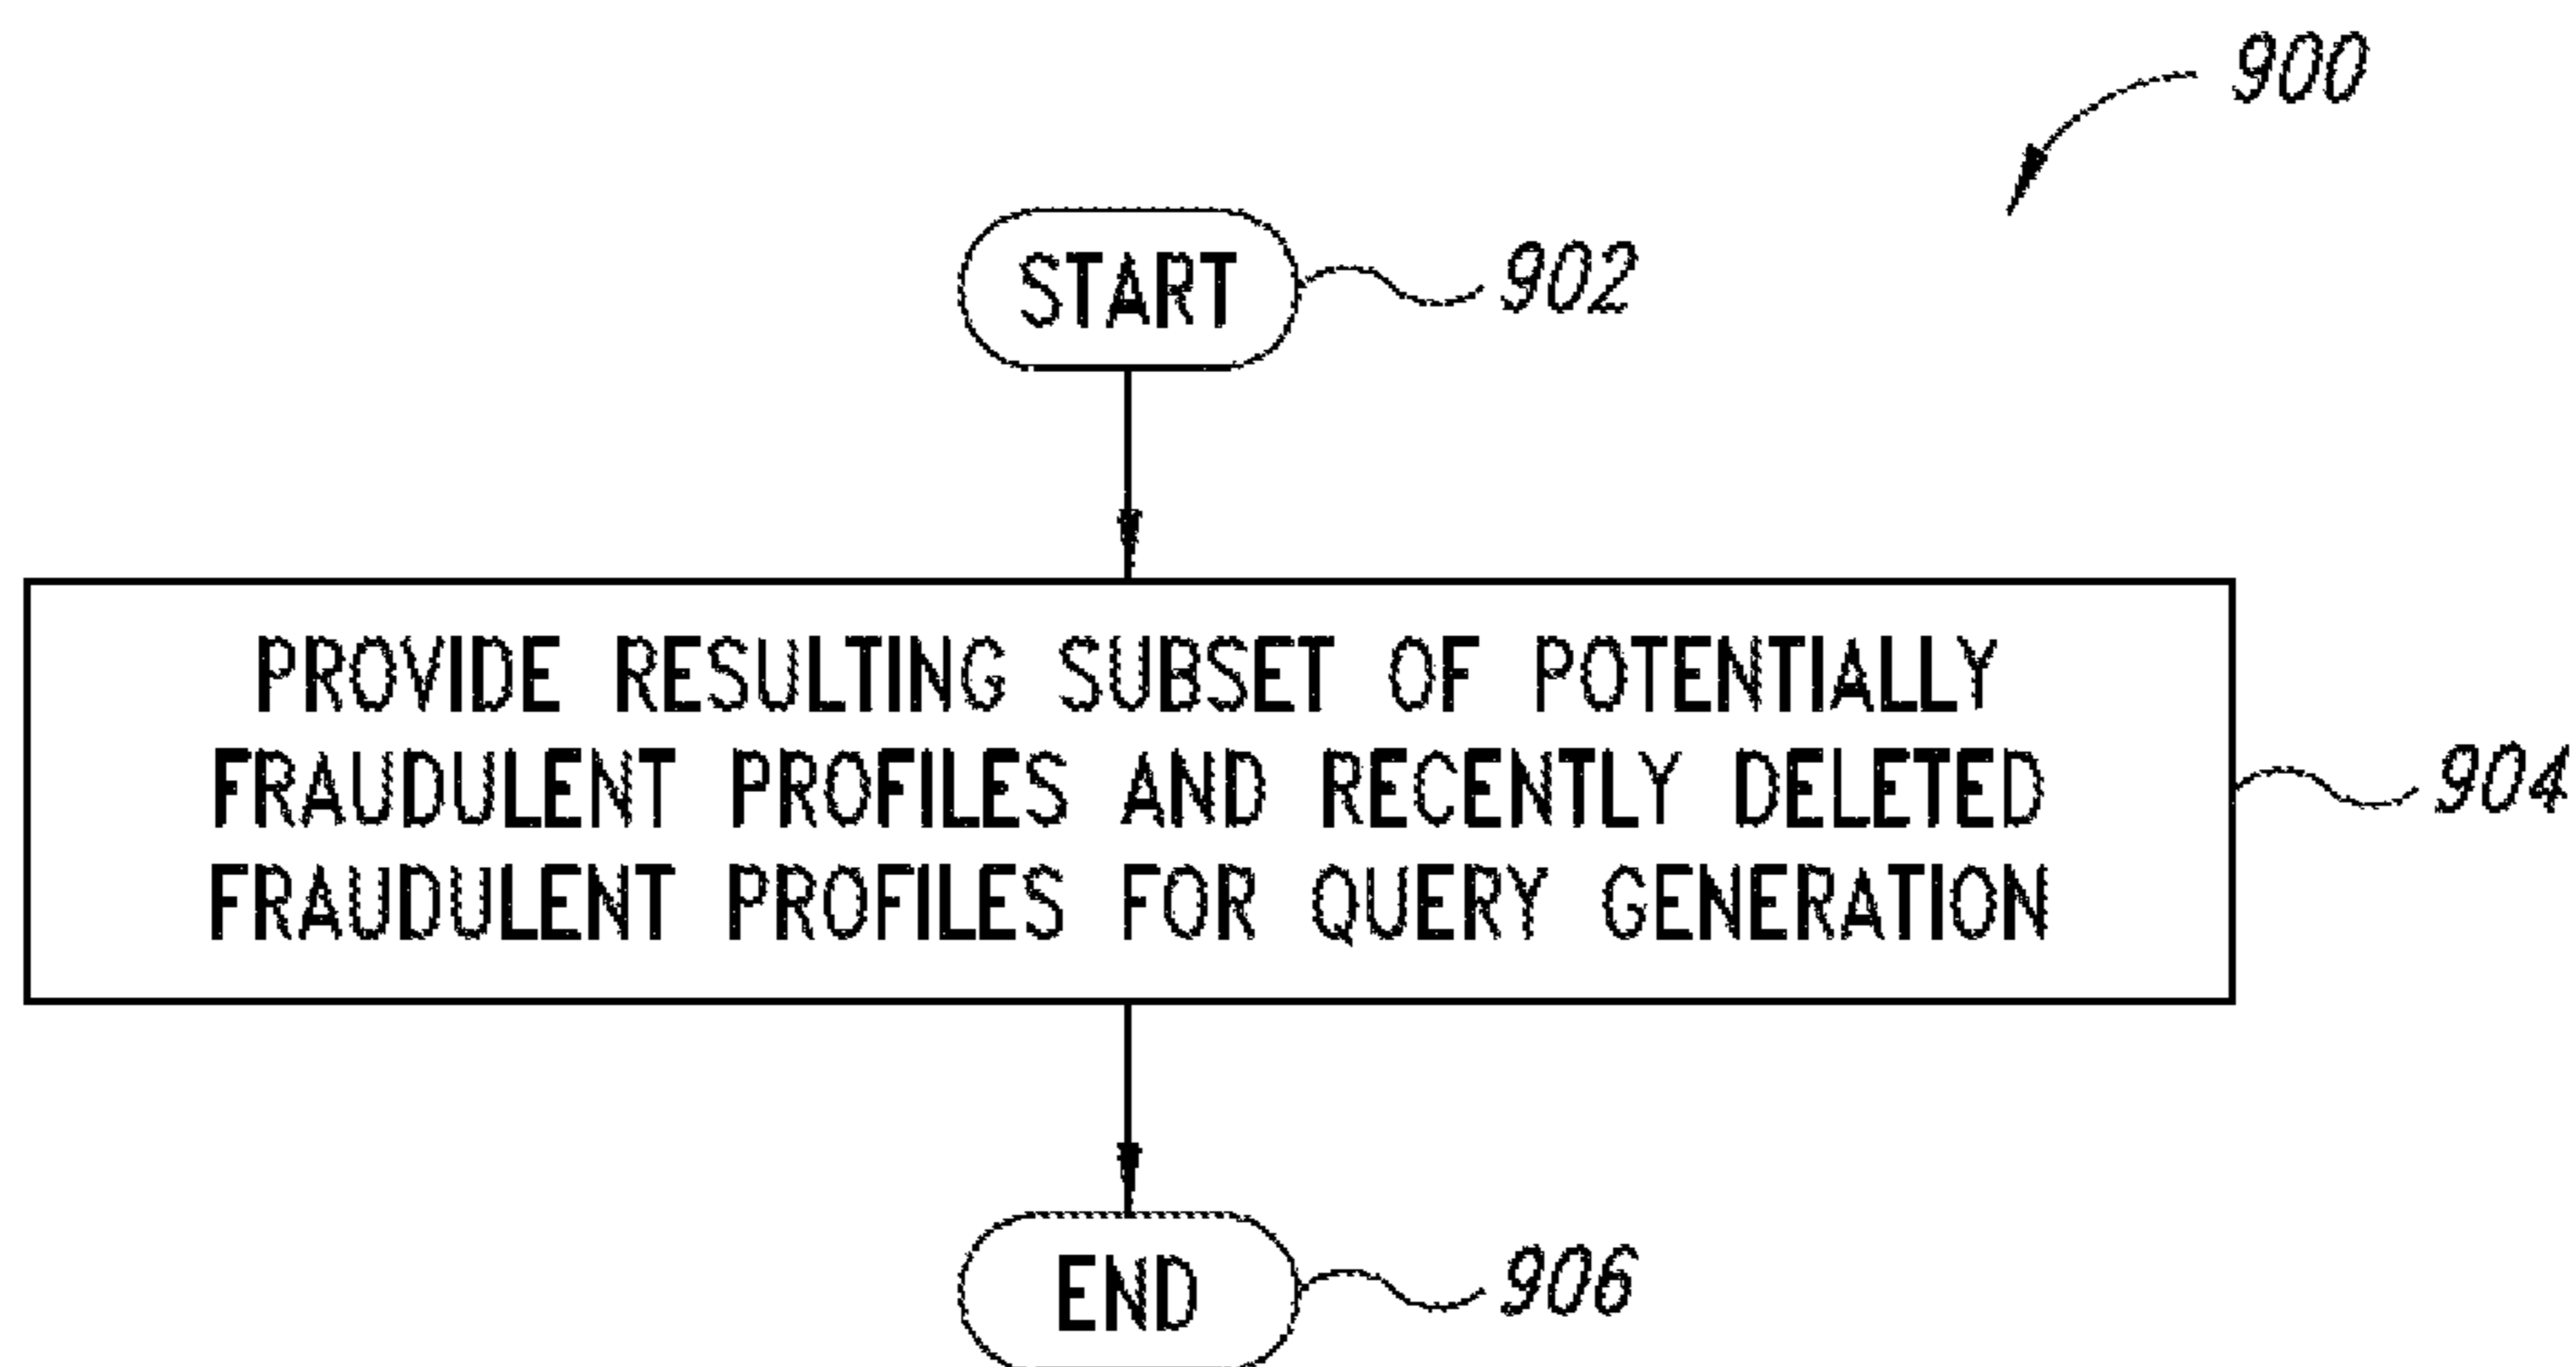 900
START 902
PROVIDE RESULTING SUBSET OF POTENTIALLY
FRAUDULENT PROFILES AND RECENTLY DELETED
FRAUDULENT PROFILES FOR QUERY GENERATION
904
END 906